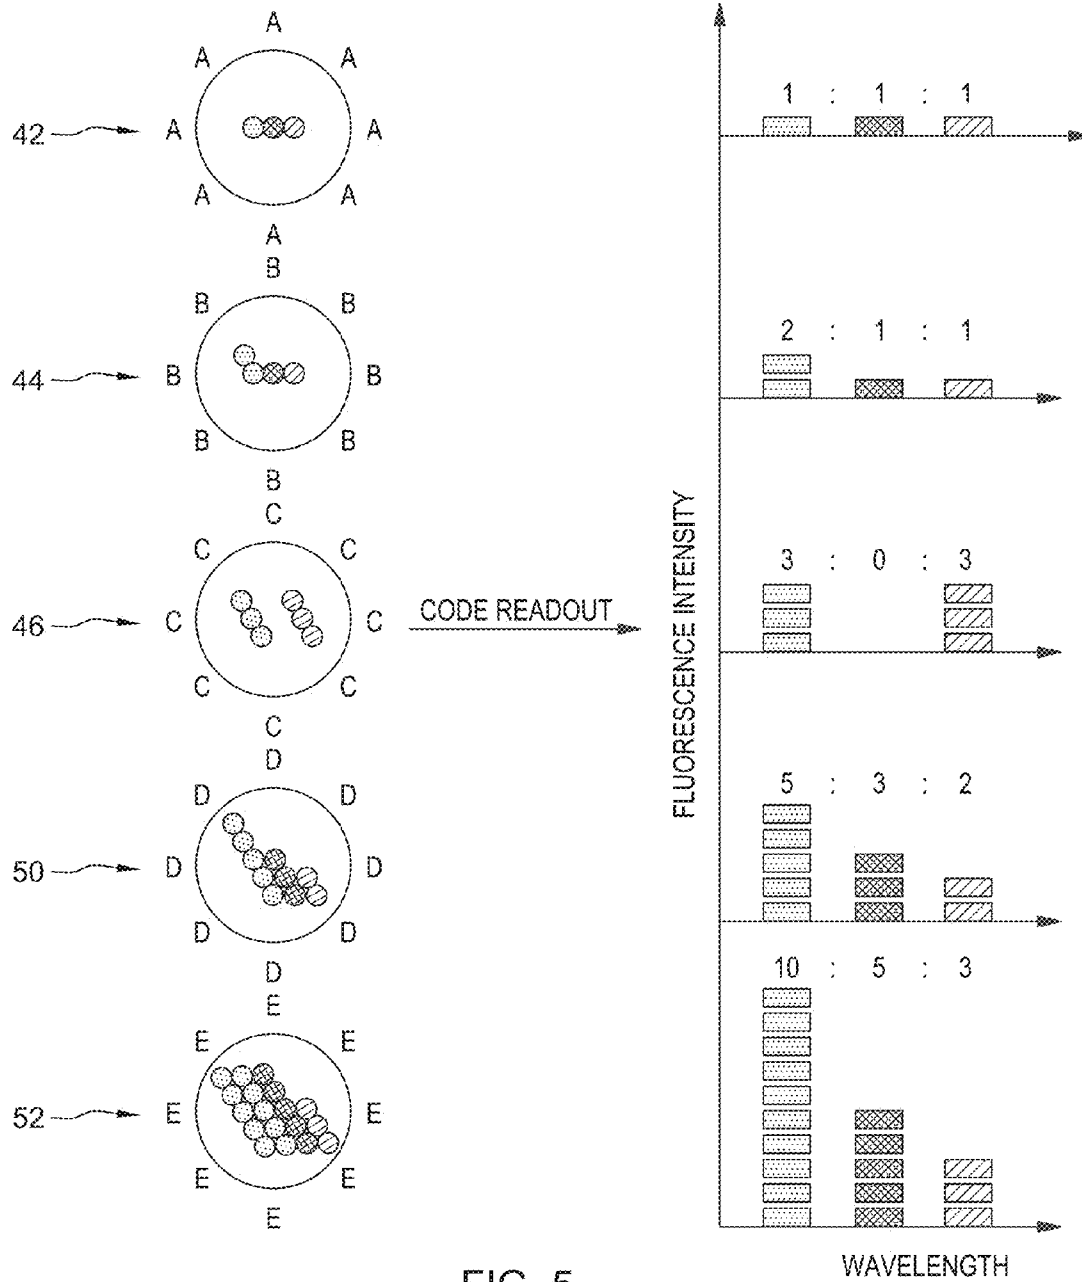 A
A A
42 A A
A A
A
B
B B
44 B B
B B
B
C
C C
46 C C
C C
C
D
D D
50 D D
D D
D
E
E E
52 E E
E E
E
CODE READOUT
FLUORESCENCE INTENSITY
1 : 1 : 1
2 : 1 : 1
3 : 0 : 3
5 : 3 : 2
10 : 5 : 3
WAVELENGTH
FIG. 5